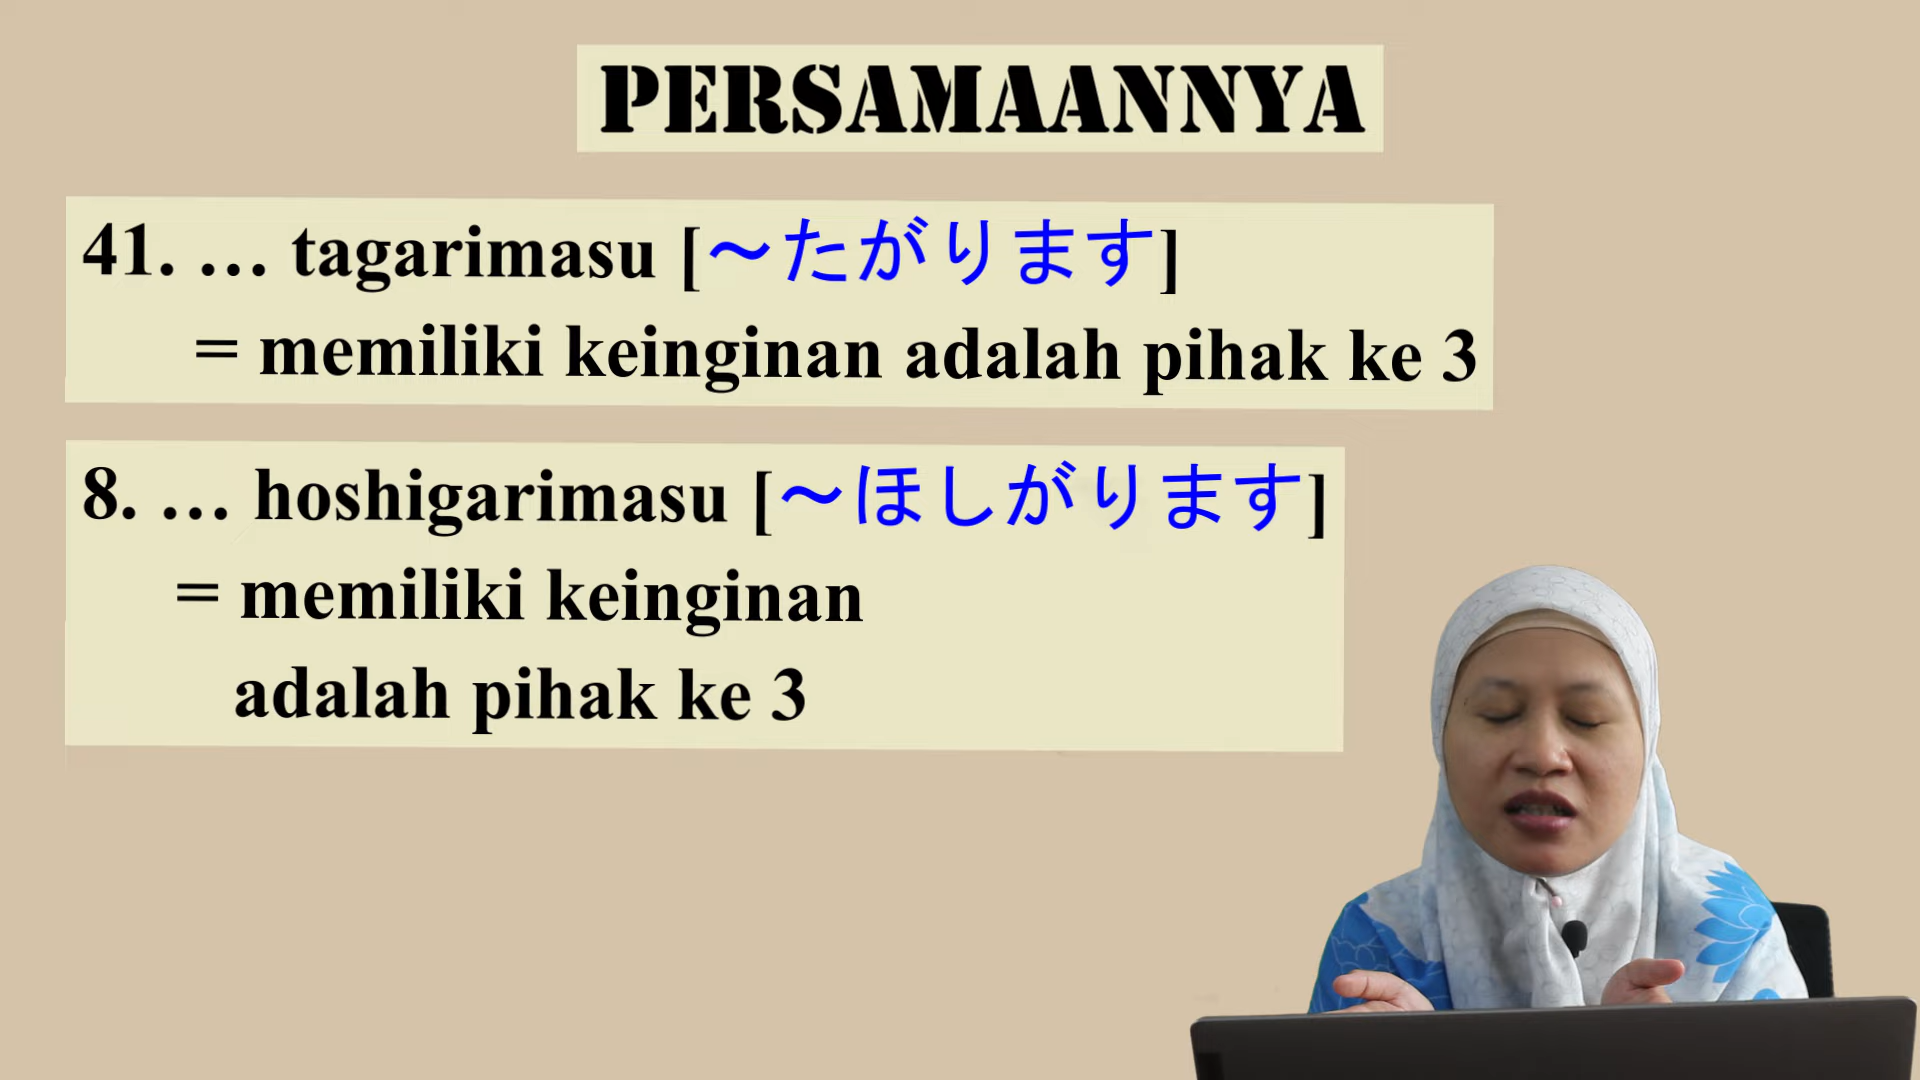 PERSAMAANNYA
41. … tagarimasu [～たがります]
= memiliki keinginan adalah pihak ke 3
8. … hoshigarimasu [～ほしがります]
= memiliki keinginan
adalah pihak ke 3